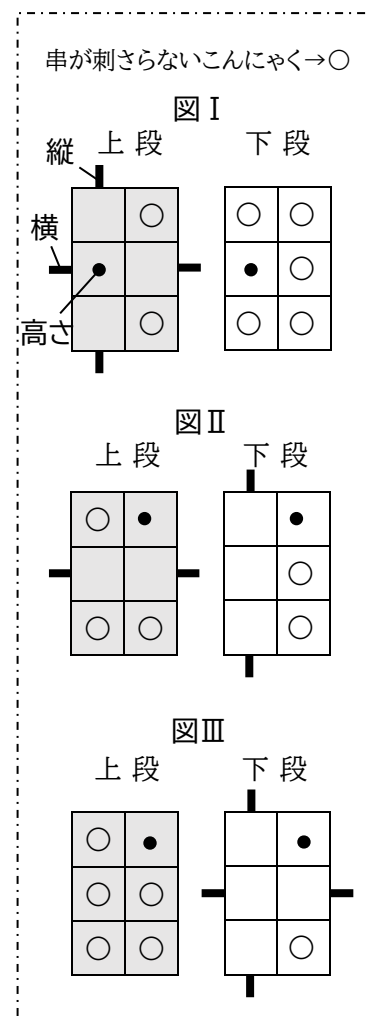 串が刺さらないこんにゃく→○
図Ⅰ
縦 上 段 下 段
横
高さ
図Ⅱ
上 段 下 段
図Ⅲ
上 段 下 段